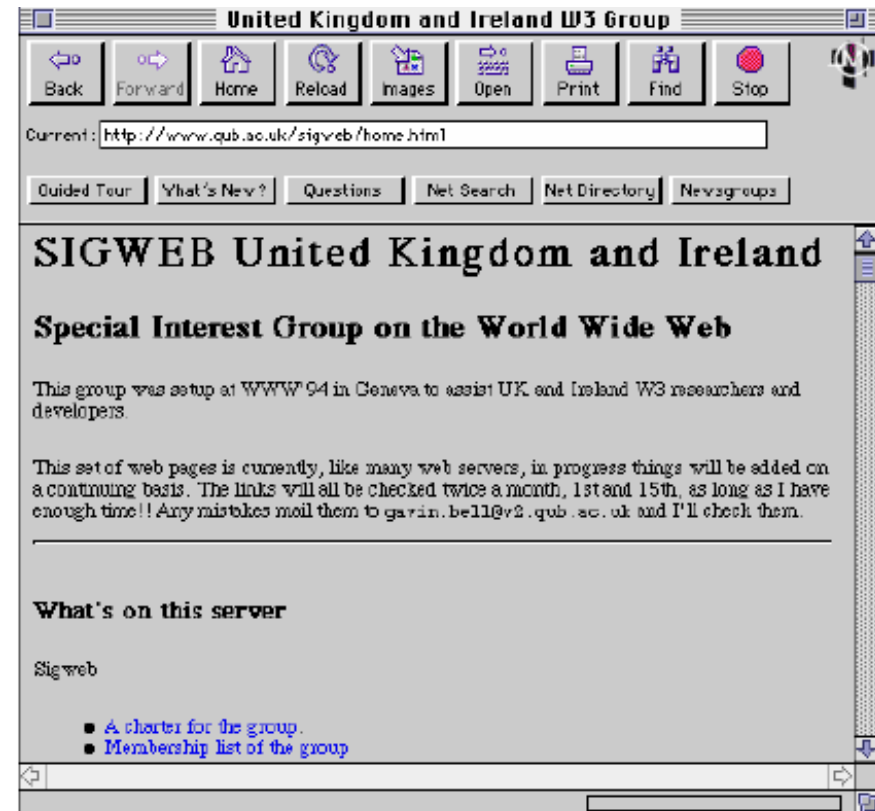 United Kingdom and Ireland W3 Group
Back Forward Home Reload Images Open Print Find Stop
N
Current: http://www.qub.ac.uk/sigweb/home.html
Guided Tour What's New? Questions Net Search Net Directory Newsgroups
SIGWEB United Kingdom and Ireland
Special Interest Group on the World Wide Web
This group was setup at WWW'94 in Geneva to assist UK and Ireland W3 researchers and
developers.
This set of web pages is currently, like many web servers, in progress things will be added on
a continuing basis. The links will all be checked twice a month, 1st and 15th, as long as I have
enough time!! Any mistakes mail them to gavin.bell@v2.qub.ac.uk and I'll check them.
What's on this server
Sigweb
● A charter for the group.
● Membership list of the group